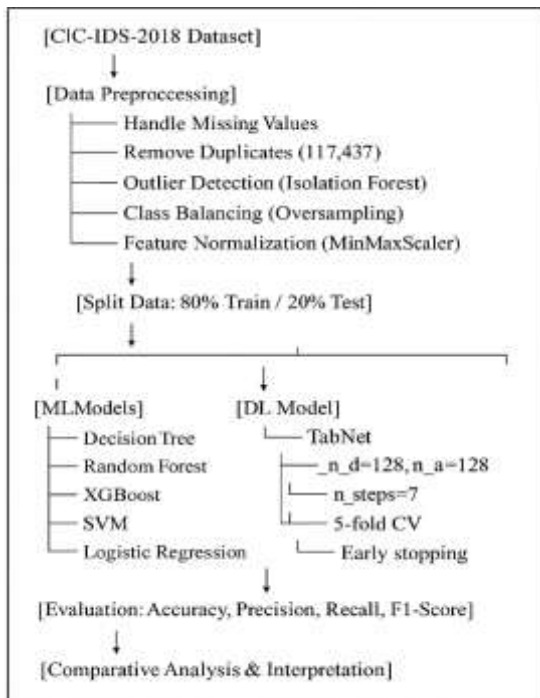 [CIC-IDS-2018 Dataset]
[Data Preproccessing]
Handle Missing Values
Remove Duplicates (117,437)
Outlier Detection (Isolation Forest)
Class Balancing (Oversampling)
Feature Normalization (MinMaxScaler)
[Split Data: 80% Train / 20% Test]
[MLModels]
Decision Tree
Random Forest
XGBoost
SVM
Logistic Regression
[DL Model]
TabNet
_n_d=128, n_a=128
n_steps=7
5-fold CV
Early stopping
[Evaluation: Accuracy, Precision, Recall, F1-Score]
[Comparative Analysis & Interpretation]